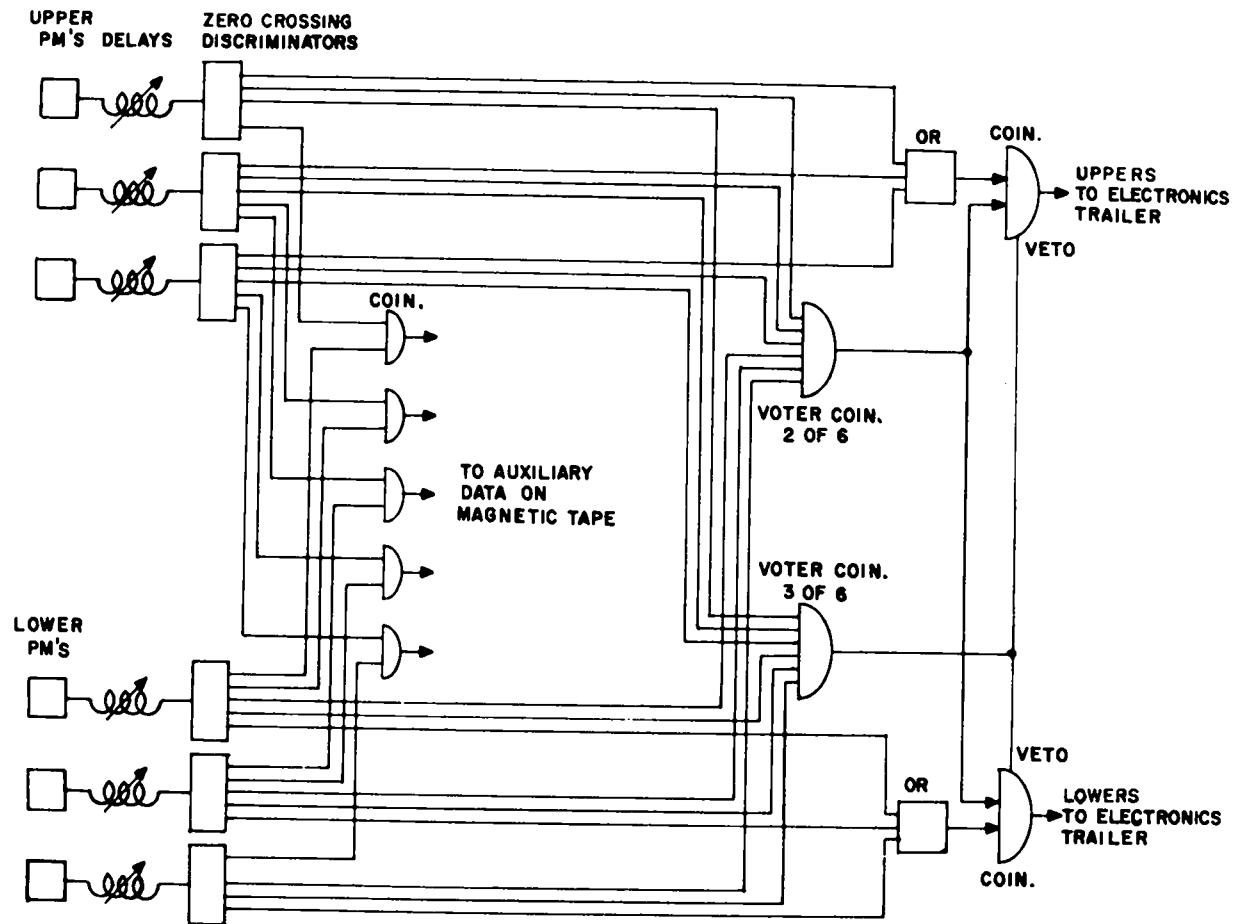 UPPER
PM'S DELAYS
ZERO CROSSING
DISCRIMINATORS
OR
COIN.
UPPERS
TO ELECTRONICS
TRAILER
VETO
COIN.
VOTER COIN.
2 OF 6
TO AUXILIARY
DATA ON
MAGNETIC TAPE
VOTER COIN.
3 OF 6
LOWER
PM'S
VETO
OR
LOWERS
TO ELECTRONICS
TRAILER
COIN.